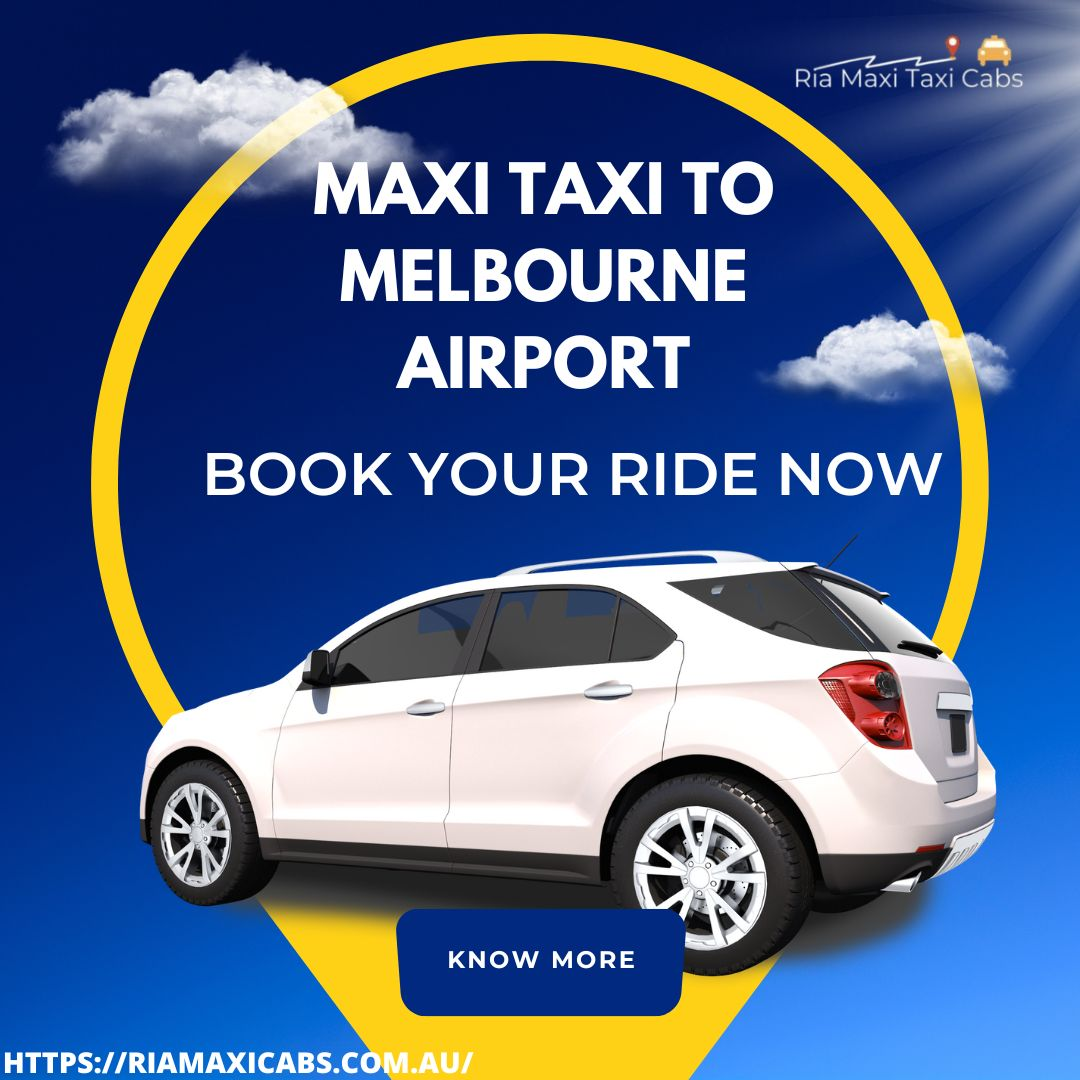 Ria Maxi Taxi Cabs
MAXI TAXI TO
MELBOURNE
AIRPORT
BOOK YOUR RIDE NOW
KNOW MORE
HTTPS://RIAMAXICABS.COM.AU/